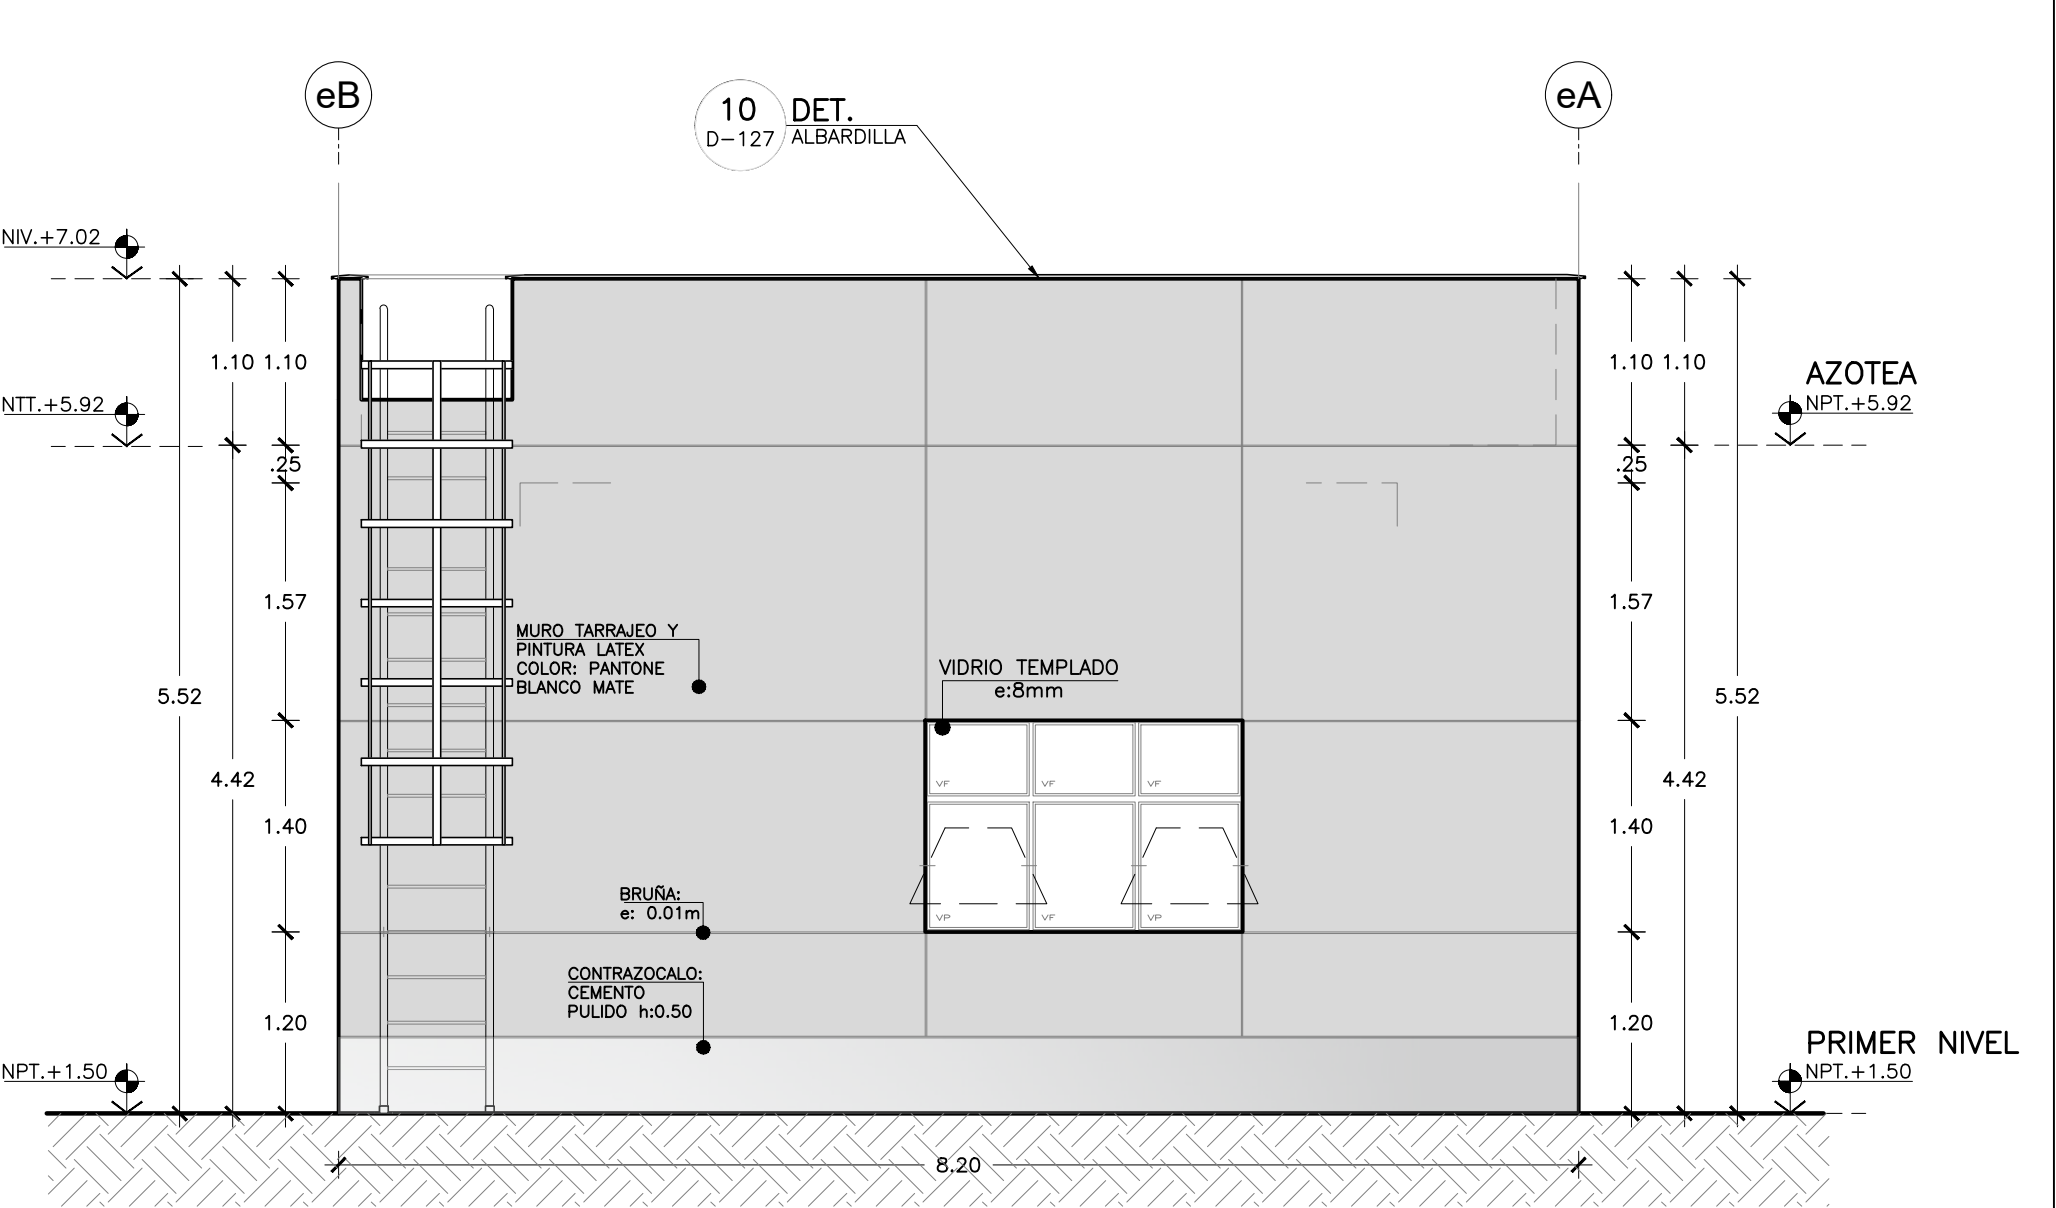 eB
eA
10
D-127
DET.
ALBARDILLA
NIV.+7.02
1.10 1.10
1.10 1.10
AZOTEA
NPT.+5.92
NTT.+5.92
.25
.25
1.57
1.57
MURO TARRAJEO Y
PINTURA LATEX
COLOR: PANTONE
BLANCO MATE
VIDRIO TEMPLADO
e:8mm
5.52
5.52
4.42
4.42
VF
VF
VF
1.40
1.40
BRUÑA:
e: 0.01m
VP
VF
VP
CONTRAZOCALO:
CEMENTO
PULIDO h:0.50
1.20
1.20
PRIMER NIVEL
NPT.+1.50
NPT.+1.50
8.20